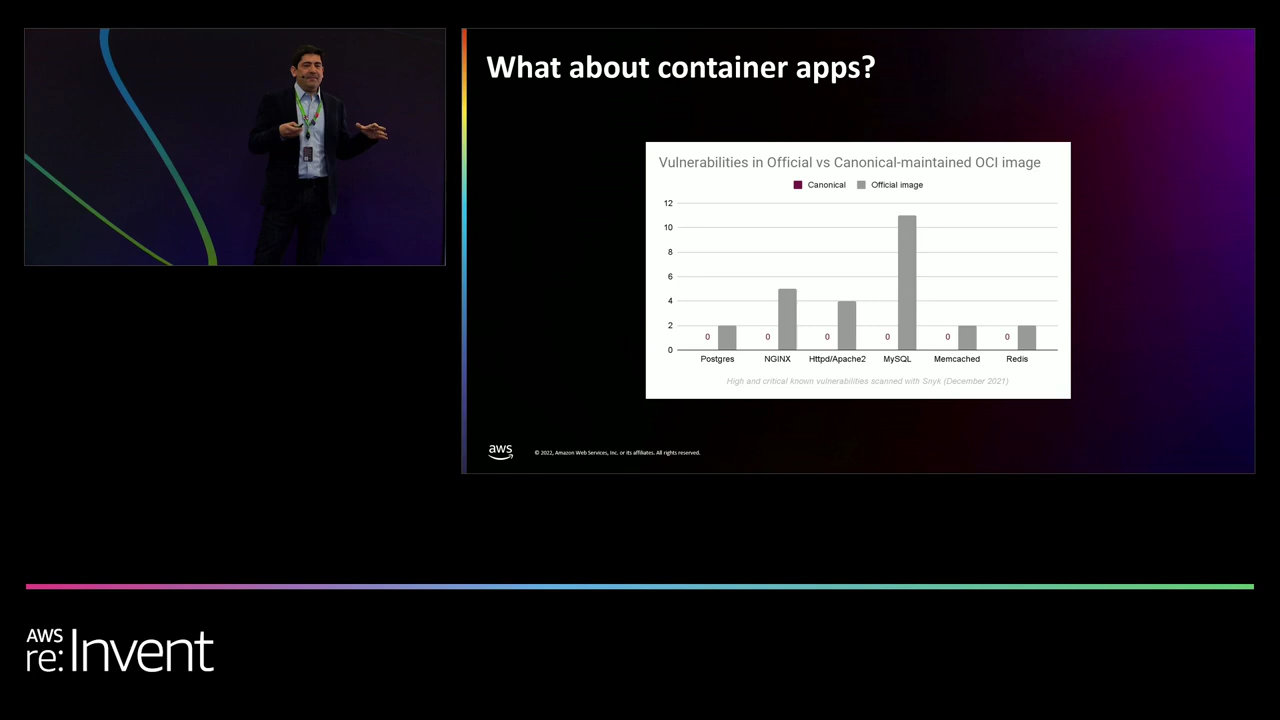 What about container apps?
Vulnerabilities in Official vs Canonical-maintained OCI image
Canonical Official image
12
10
8
6
4
2
0
0 0 0 0 0 0
Postgres NGINX Httpd/Apache2 MySQL Memcached Redis
High and critical known vulnerabilities scanned with Snyk (December 2021)
aws
© 2022, Amazon Web Services, Inc. or its affiliates. All rights reserved.
AWS
re:Invent